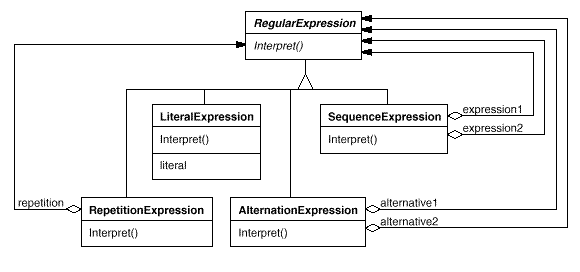 RegularExpression
Interpret()
LiteralExpression
Interpret()
literal
SequenceExpression
Interpret()
expression1
expression2
repetition
RepetitionExpression
Interpret()
AlternationExpression
Interpret()
alternative1
alternative2